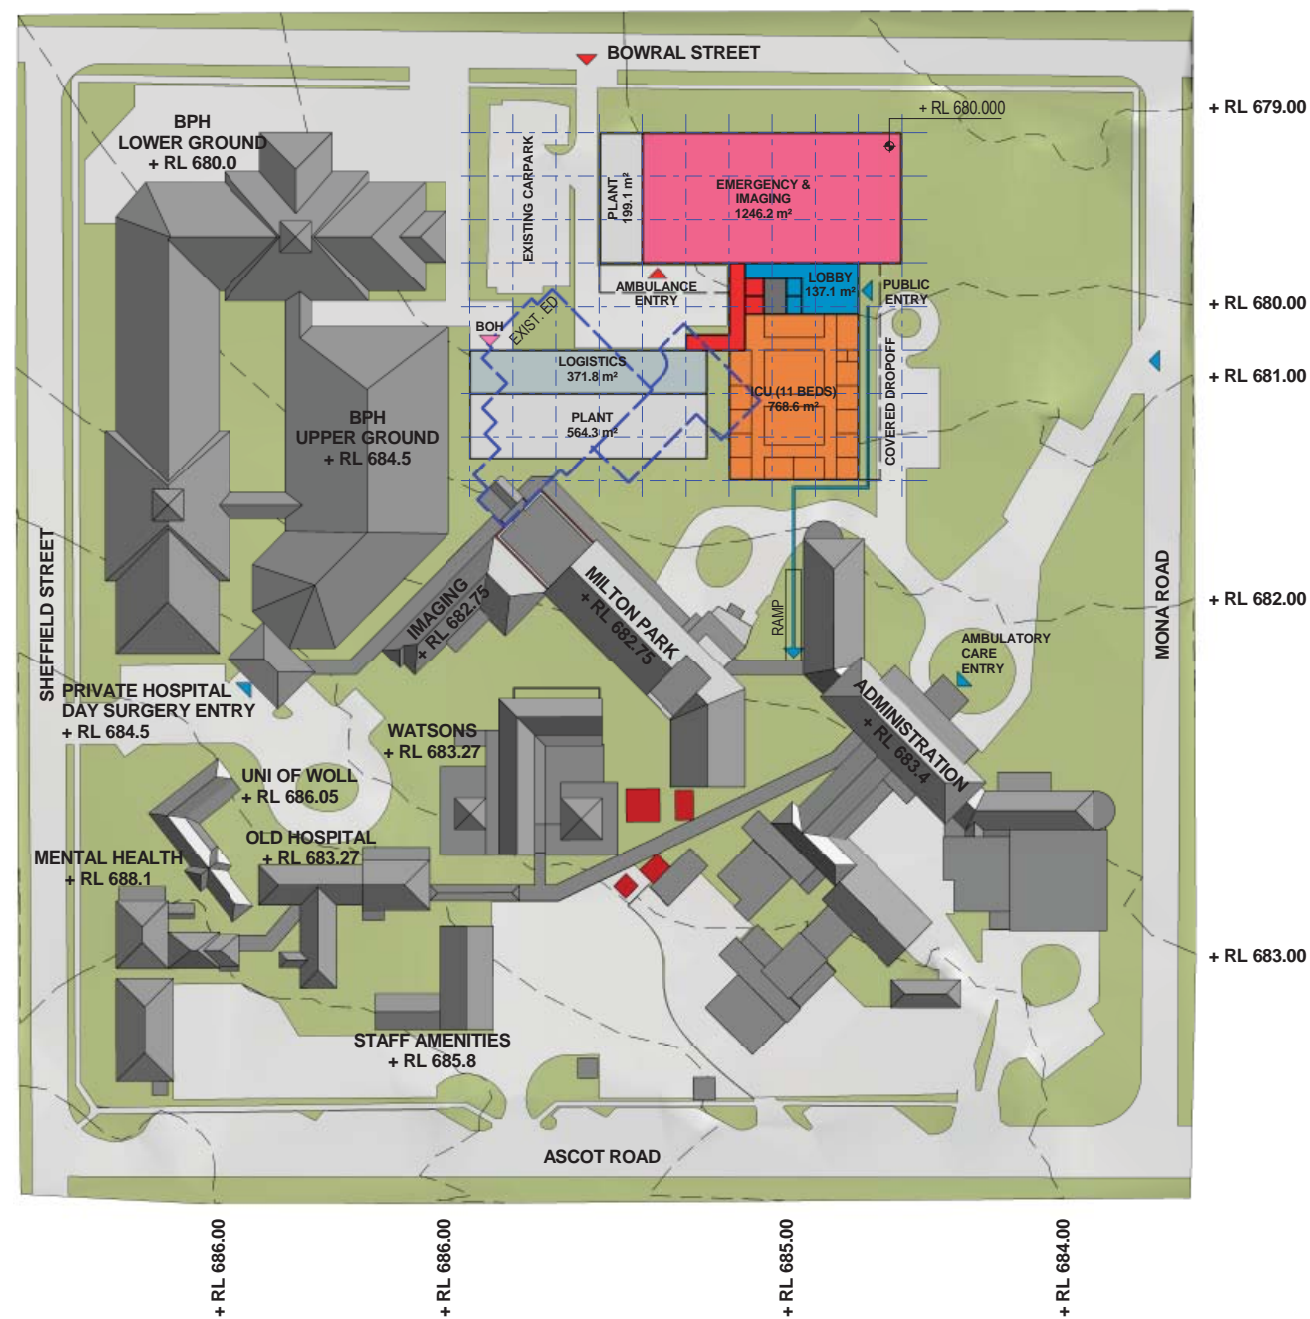 BOWRAL STREET
+ RL 680.000
+ RL 679.00
BPH
LOWER GROUND
+ RL 680.0
EXISTING CARPARK
PLANT
199.1 m²
EMERGENCY &
IMAGING
1246.2 m²
AMBULANCE
ENTRY
LOBBY
137.1 m²
PUBLIC
ENTRY
+ RL 680.00
BOH
EXIST. ED
LOGISTICS
371.8 m²
PLANT
564.3 m²
ICU (11 BEDS)
768.6 m²
COVERED DROPOFF
+ RL 681.00
BPH
UPPER GROUND
+ RL 684.5
SHEFFIELD STREET
IMAGING
+ RL 682.75
MILTON PARK
+ RL 682.75
RAMP
AMBULATORY
CARE
ENTRY
MONA ROAD
+ RL 682.00
PRIVATE HOSPITAL
DAY SURGERY ENTRY
+ RL 684.5
ADMINISTRATION
+ RL 683.4
WATSONS
+ RL 683.27
UNI OF WOLL
+ RL 686.05
OLD HOSPITAL
+ RL 683.27
MENTAL HEALTH
+ RL 688.1
+ RL 683.00
STAFF AMENITIES
+ RL 685.8
ASCOT ROAD
+ RL 686.00
+ RL 686.00
+ RL 685.00
+ RL 684.00